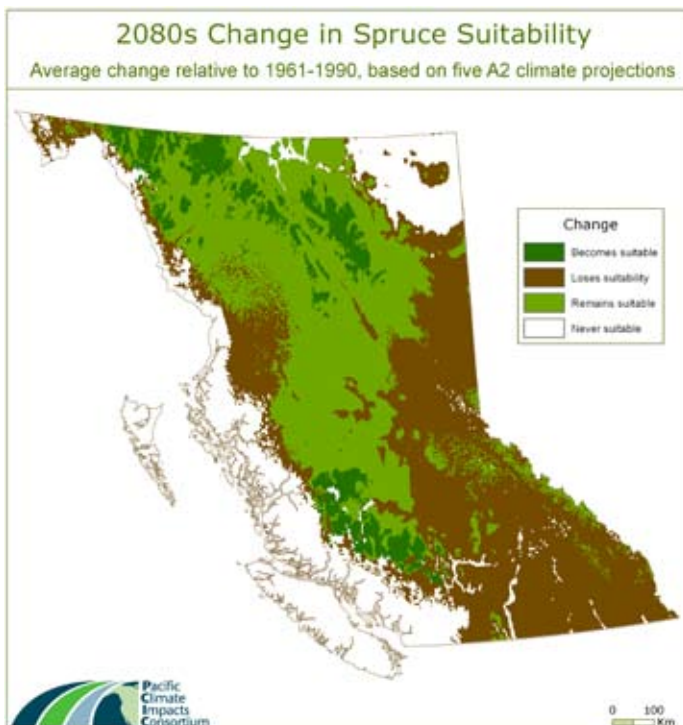 2080s Change in Spruce Suitability
Average change relative to 1961-1990, based on five A2 climate projections
Change
Becomes suitable
Loses suitability
Remains suitable
Never suitable
Pacific
Climate
Impacts
Consortium
0 100
Km